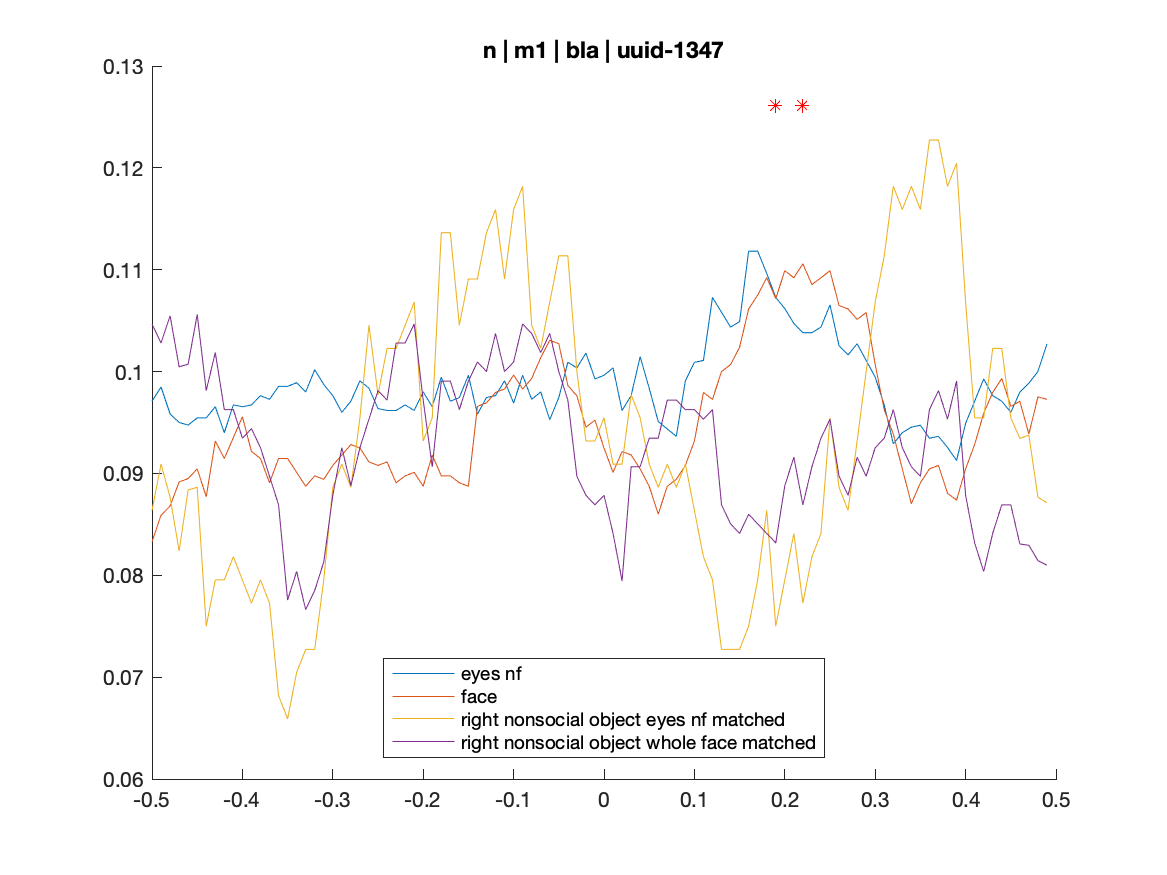 n | m1 | bla | uuid-1347
0.13
0.12
0.11
0.1
0.09
0.08
0.07
0.06
eyes nf
face
right nonsocial object eyes nf matched
right nonsocial object whole face matched
-0.5 -0.4 -0.3 -0.2 -0.1 0 0.1 0.2 0.3 0.4 0.5